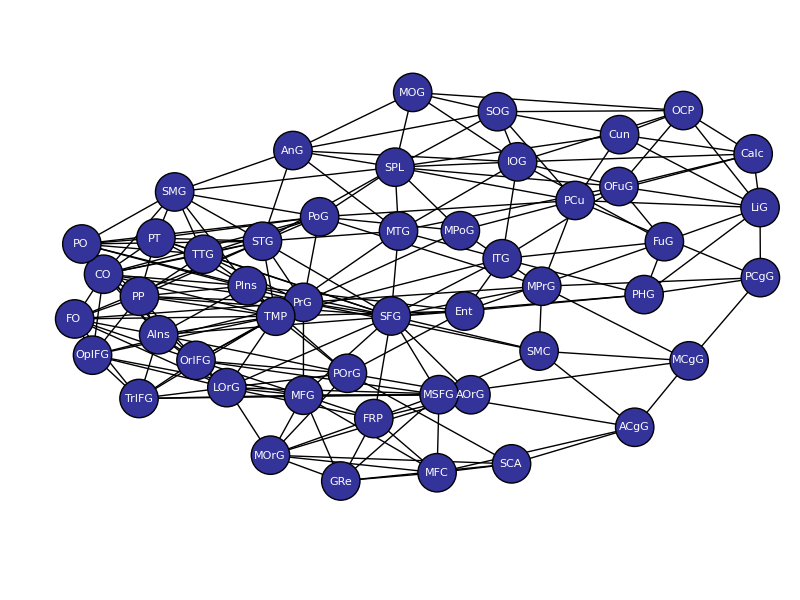 MOG
SOG
OCP
Cun
AnG
Calc
IOG
SPL
OFuG
SMG
PCu
LiG
PoG
MPoG
MTG
PT
STG
FuG
PO
TTG
ITG
CO
PCgG
PIns
MPrG
PHG
PP
PrG
Ent
TMP
SFG
FO
AIns
SMC
OpIFG
OrIFG
MCgG
POrG
LOrG
MSFG
AOrG
MFG
TrIFG
FRP
ACgG
MOrG
SCA
MFC
GRe